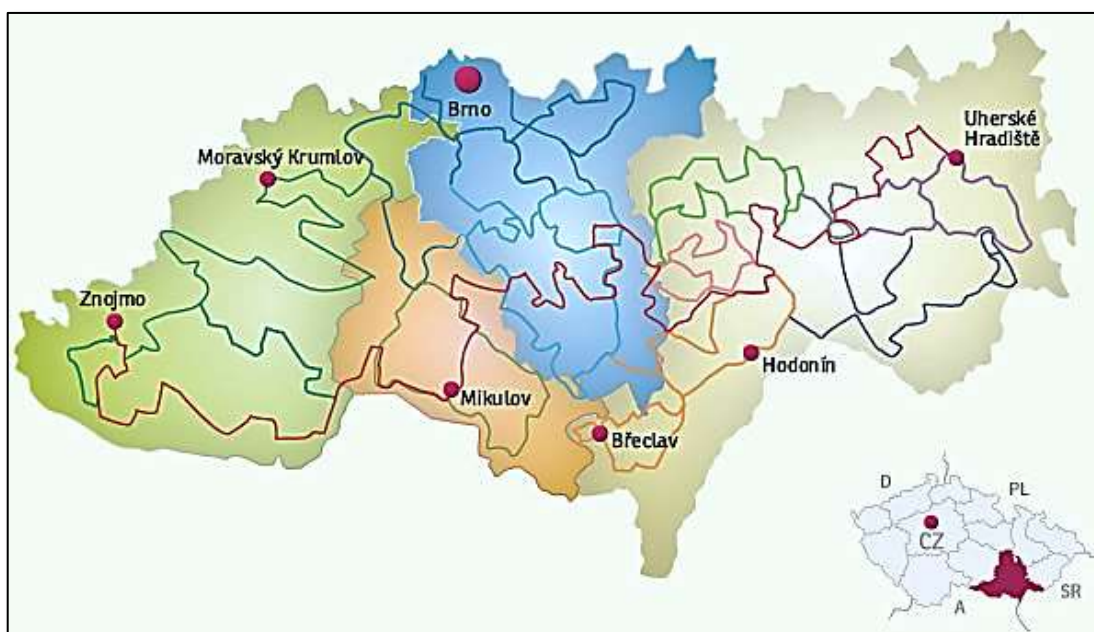 Brno
Uherské
Hradiště
Moravský Krumlov
Znojmo
Hodonín
Mikulov
Břeclav
D
PL
CZ
SR
A